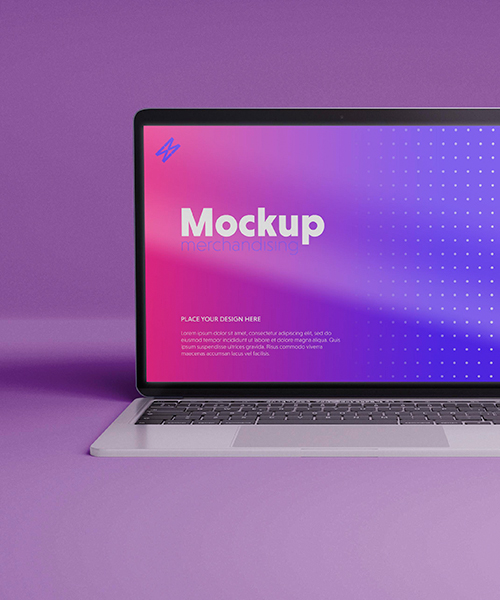 Mockup
merchandising
PLACE YOUR DESIGN HERE
Lorem ipsum dolor sit amet, consectetur adipiscing elit, sed do
eiusmod tempor incididunt ut labore et dolore magna aliqua. Quis
ipsum suspendisse ultrices gravida. Risus commodo viverra
maecenas accumsan lacus vel facilisis.